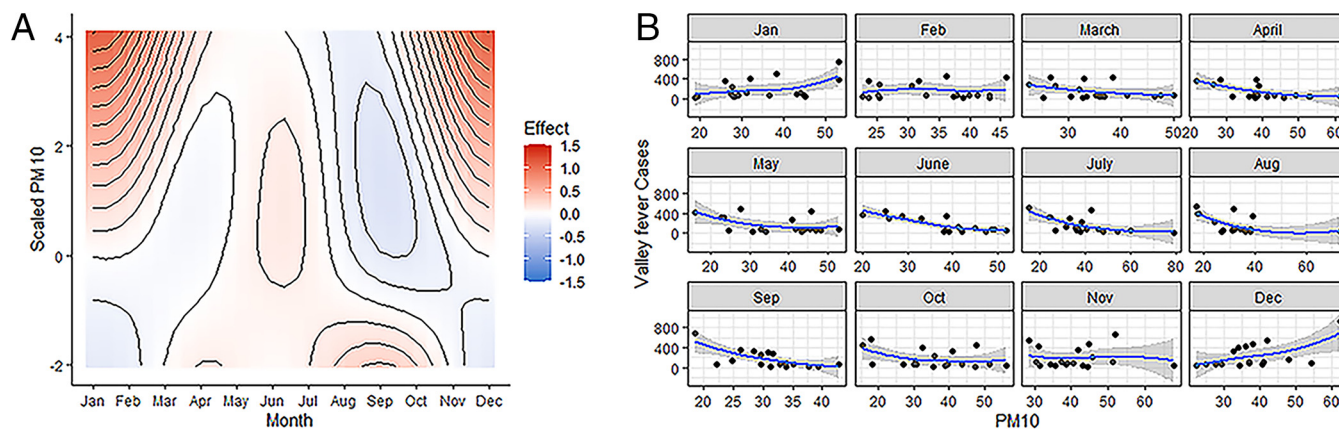 A
4
2
0
-2
Scaled PM10
Jan Feb Mar Apr May Jun Jul Aug Sep Oct Nov Dec
Month
Effect
1.5
1.0
0.5
0.0
-0.5
-1.0
-1.5
B
Valley fever Cases
Jan Feb March April
800
400
0
20 30 40 50 25 30 35 40 45 30 40 50 20 30 40 50 60
May June July Aug
800
400
0
20 30 40 50 20 30 40 50 20 40 60 80 20 40 60
Sep Oct Nov Dec
800
400
0
20 25 30 35 40 20 30 40 50 30 40 50 60 30 40 50 60
PM10